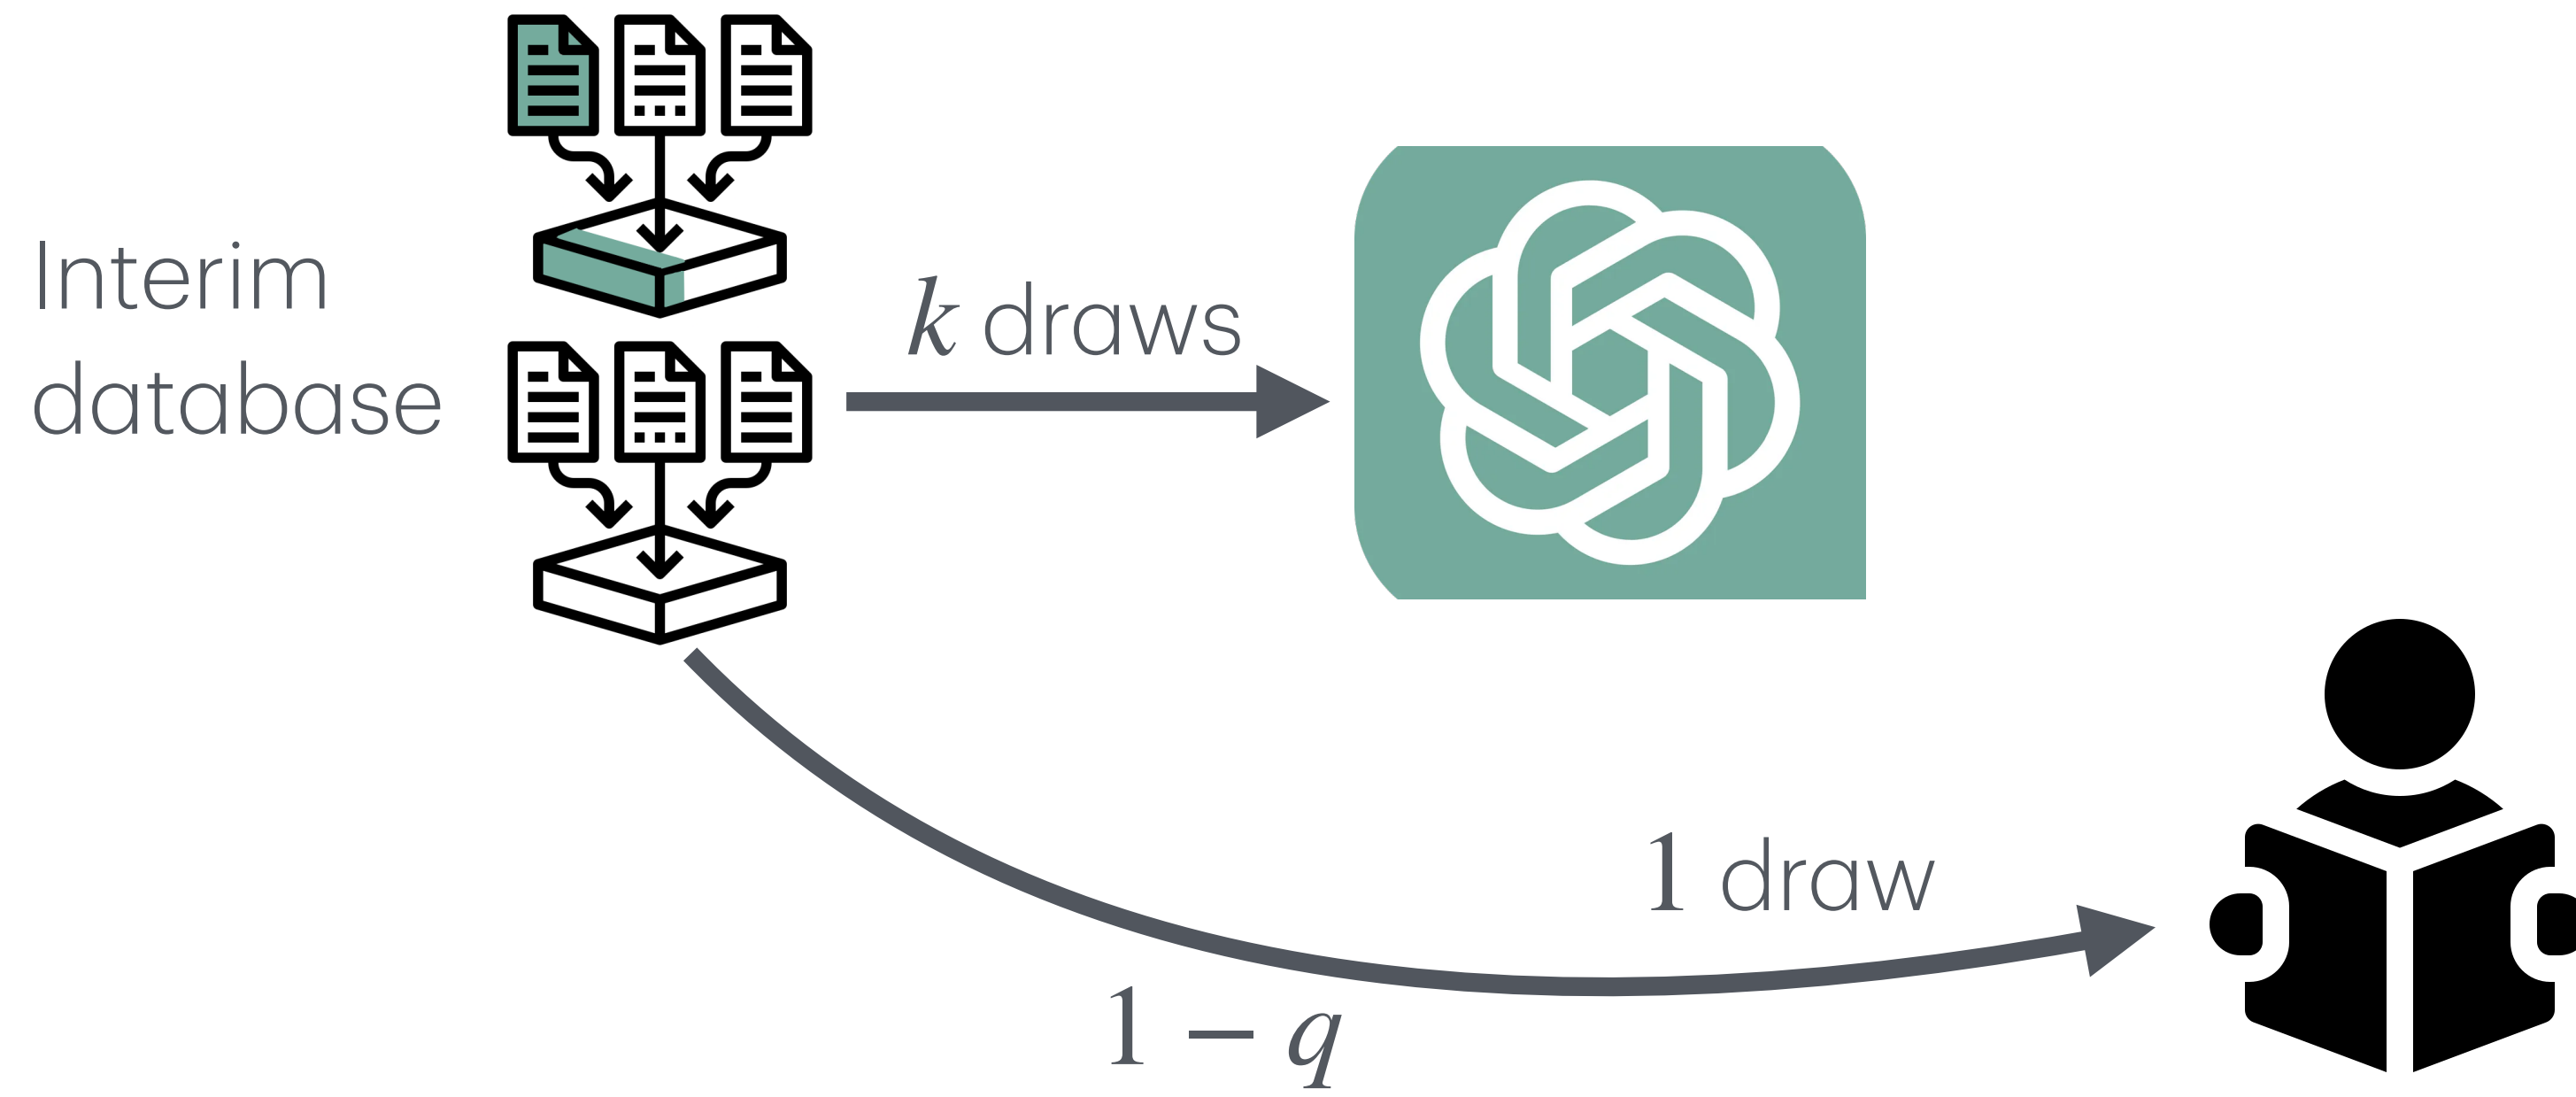 Interim
database
k draws
1 draw
1 − q